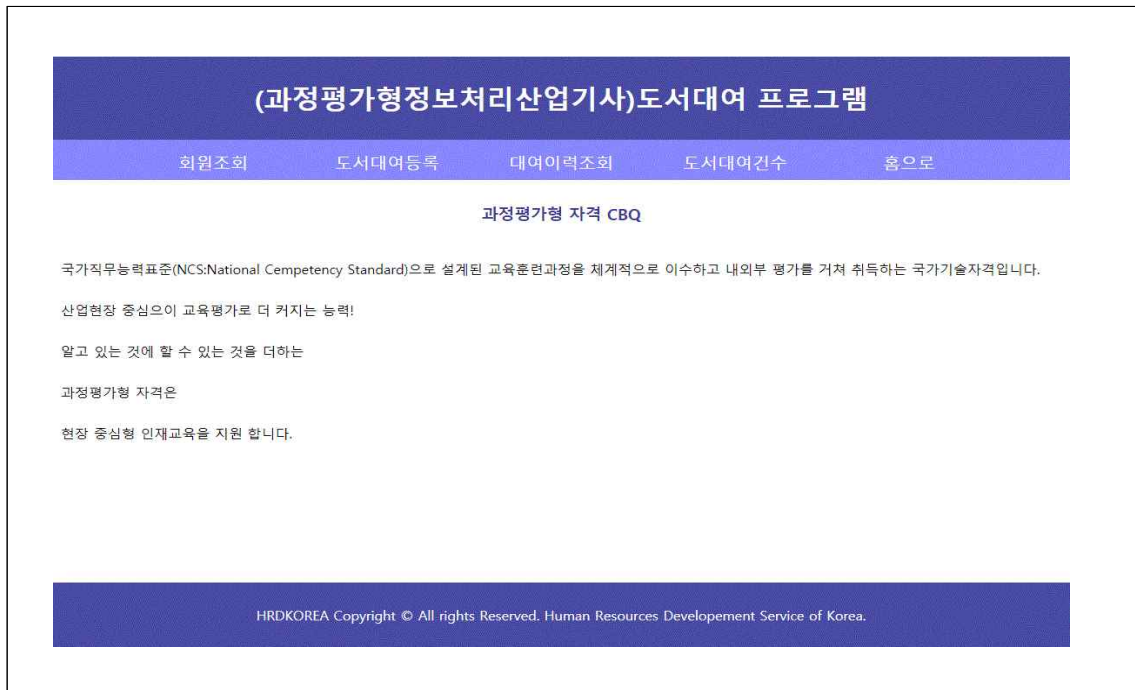 (과정평가형정보처리산업기사)도서대여 프로그램
회원조회 도서대여등록 대여이력조회 도서대여건수 홈으로
과정평가형 자격 CBQ
국가직무능력표준(NCS:National Cempetency Standard)으로 설계된 교육훈련과정을 체계적으로 이수하고 내외부 평가를 거쳐 취득하는 국가기술자격입니다.
산업현장 중심으이 교육평가로 더 커지는 능력!
알고 있는 것에 할 수 있는 것을 더하는
과정평가형 자격은
현장 중심형 인재교육을 지원 합니다.
HRDKOREA Copyright © All rights Reserved. Human Resources Developement Service of Korea.